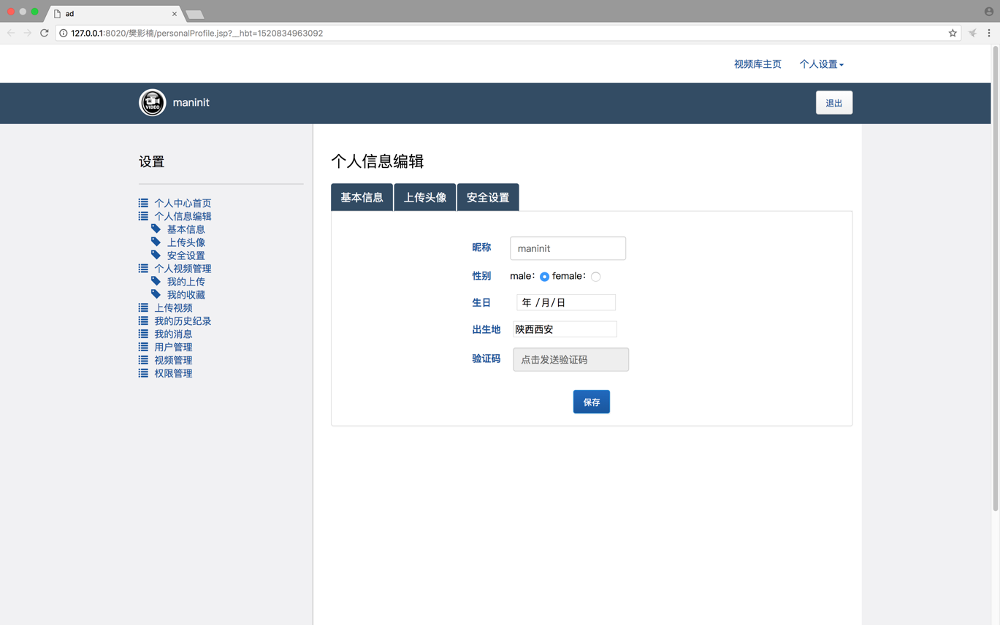 ad
127.0.0.1:8020/樊影楠/personalProfile.jsp?__hbt=1520834963092
视频库主页 个人设置
VIDEO
maninit
退出
设置
个人中心首页
个人信息编辑
基本信息
上传头像
安全设置
个人视频管理
我的上传
我的收藏
上传视频
我的历史纪录
我的消息
用户管理
视频管理
权限管理
个人信息编辑
基本信息 上传头像 安全设置
昵称 maninit
性别 male： female：
生日 年 /月/日
出生地 陕西西安
验证码 点击发送验证码
保存